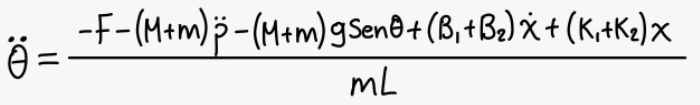 θ̈ = (-F-(M+m)p̈-(M+m)gSenθ+(B₁+B₂)ẋ+(K₁+K₂)x) / mL